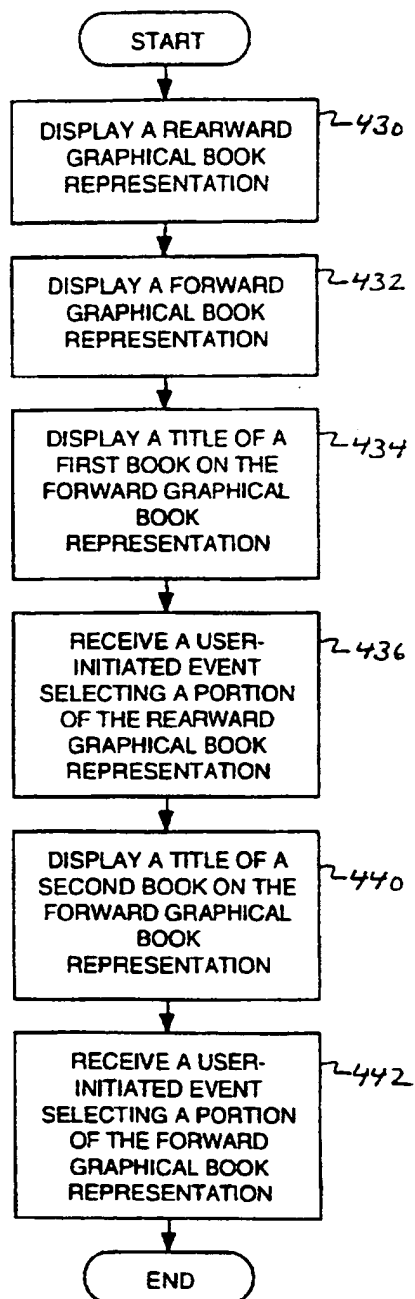 START
DISPLAY A REARWARD
GRAPHICAL BOOK
REPRESENTATION
430
DISPLAY A FORWARD
GRAPHICAL BOOK
REPRESENTATION
432
DISPLAY A TITLE OF A
FIRST BOOK ON THE
FORWARD GRAPHICAL
BOOK
REPRESENTATION
434
RECEIVE A USER-
INITIATED EVENT
SELECTING A PORTION
OF THE REARWARD
GRAPHICAL BOOK
REPRESENTATION
436
DISPLAY A TITLE OF A
SECOND BOOK ON THE
FORWARD GRAPHICAL
BOOK
REPRESENTATION
440
RECEIVE A USER-
INITIATED EVENT
SELECTING A PORTION
OF THE FORWARD
GRAPHICAL BOOK
REPRESENTATION
442
END